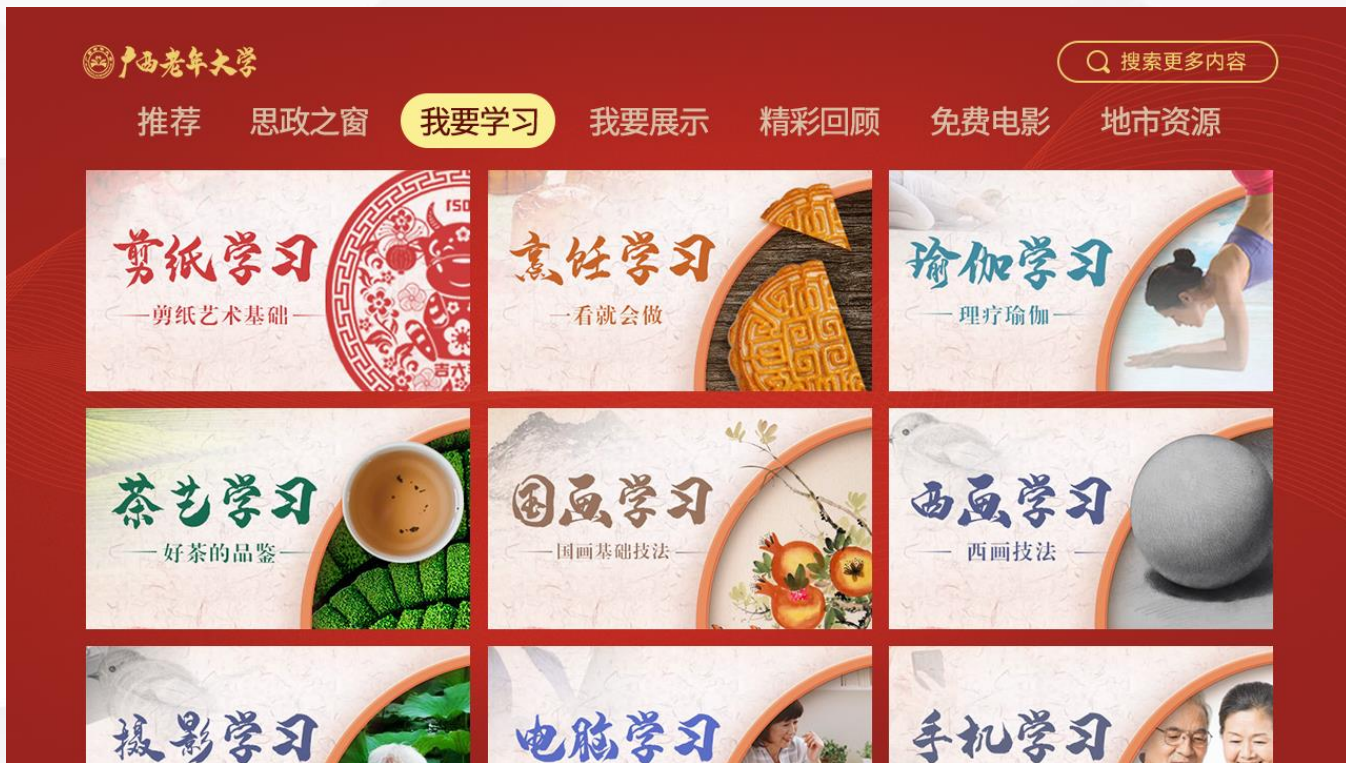 广西老年大学
搜索更多内容
推荐 思政之窗 我要学习 我要展示 精彩回顾 免费电影 地市资源
剪纸学习
剪纸艺术基础
烹饪学习
一看就会做
瑜伽学习
理疗瑜伽
茶艺学习
好茶的品鉴
国画学习
国画基础技法
西画学习
西画技法
摄影学习
电脑学习
手机学习